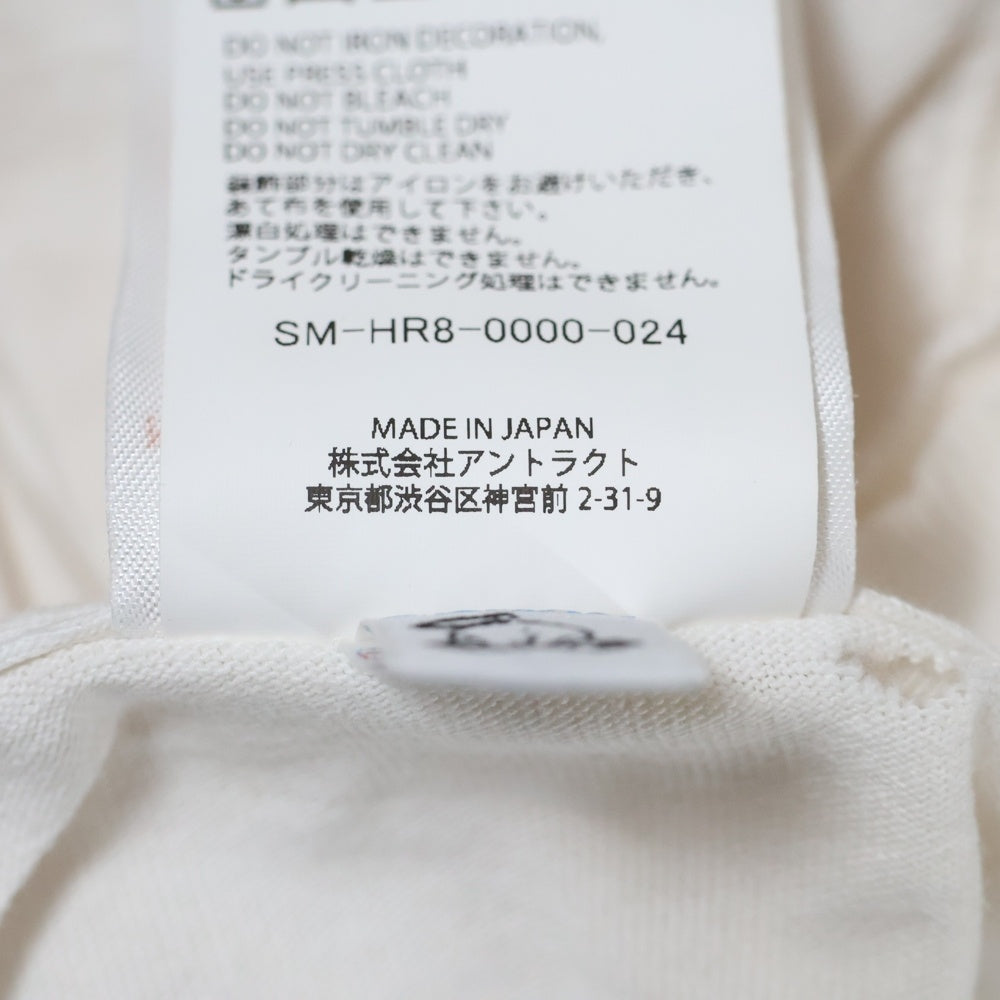 DO NOT IRON DECORATION,
USE PRESS CLOTH
DO NOT BLEACH
DO NOT TUMBLE DRY
DO NOT DRY CLEAN
装飾部分はアイロンをお避けいただき、
あて布を使用して下さい。
漂白処理はできません。
タンブル乾燥はできません。
ドライクリーニング処理はできません。
SM-HR8-0000-024
MADE IN JAPAN
株式会社アントラクト
東京都渋谷区神宮前 2-31-9